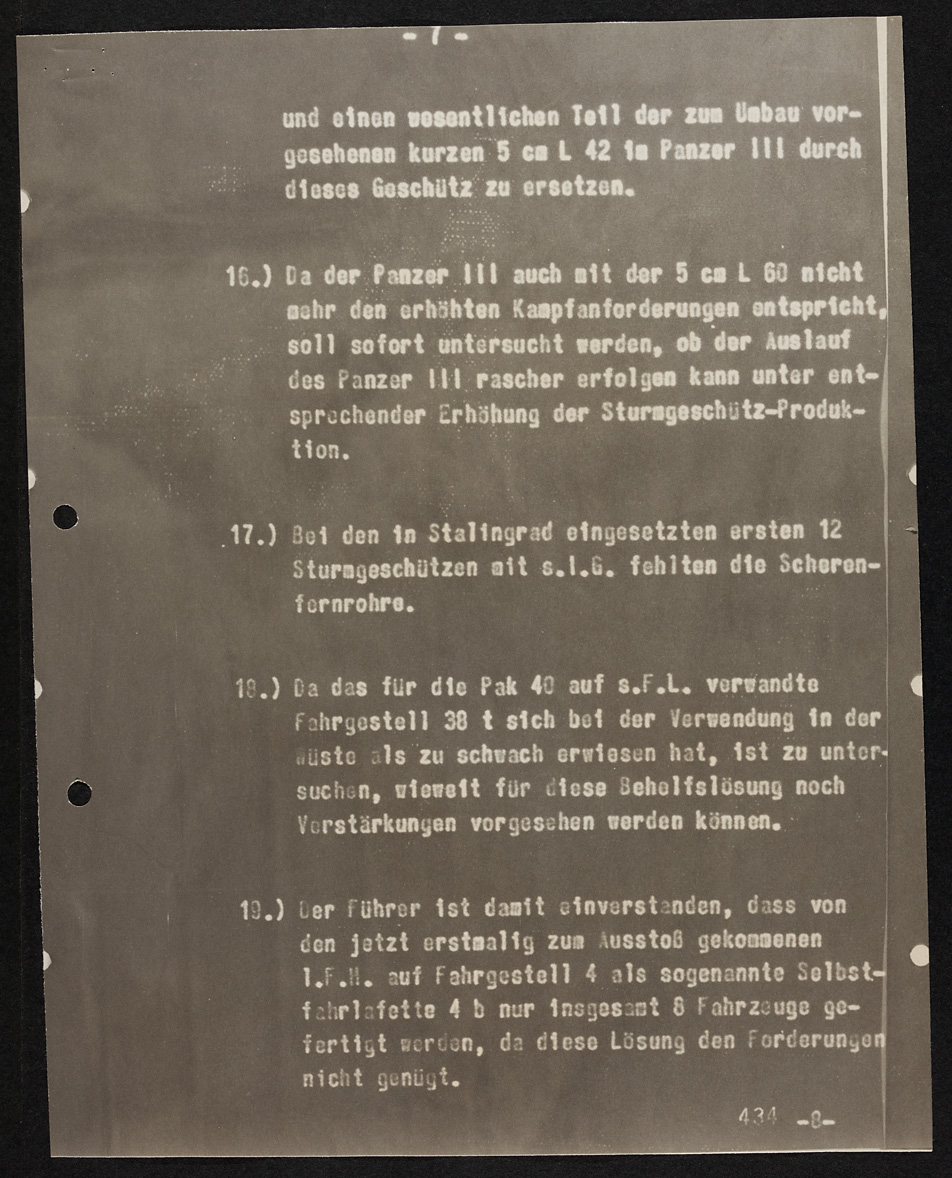 - 7 -
und einen wesentlichen Teil der zum Umbau vor-
gesehenen kurzen 5 cm L 42 im Panzer III durch
dieses Geschütz zu ersetzen.
16.) Da der Panzer III auch mit der 5 cm L 60 nicht
mehr den erhöhten Kampfanforderungen entspricht,
soll sofort untersucht werden, ob der Auslauf
des Panzer III rascher erfolgen kann unter ent-
sprechender Erhöhung der Sturmgeschütz-Produk-
tion.
17.) Bei den in Stalingrad eingesetzten ersten 12
Sturmgeschützen mit s.I.G. fehlten die Scheren-
fernrohre.
18.) Da das für die Pak 40 auf s.F.L. verwandte
Fahrgestell 38 t sich bei der Verwendung in der
Wüste als zu schwach erwiesen hat, ist zu unter-
suchen, wieweit für diese Behelfslösung noch
Verstärkungen vorgesehen werden können.
19.) Der Führer ist damit einverstanden, dass von
den jetzt erstmalig zum Ausstoß gekommenen
l.F.H. auf Fahrgestell 4 als sogenannte Selbst-
fahrlafette 4 b nur insgesamt 8 Fahrzeuge ge-
fertigt werden, da diese Lösung den Forderungen
nicht genügt.
434 -8-